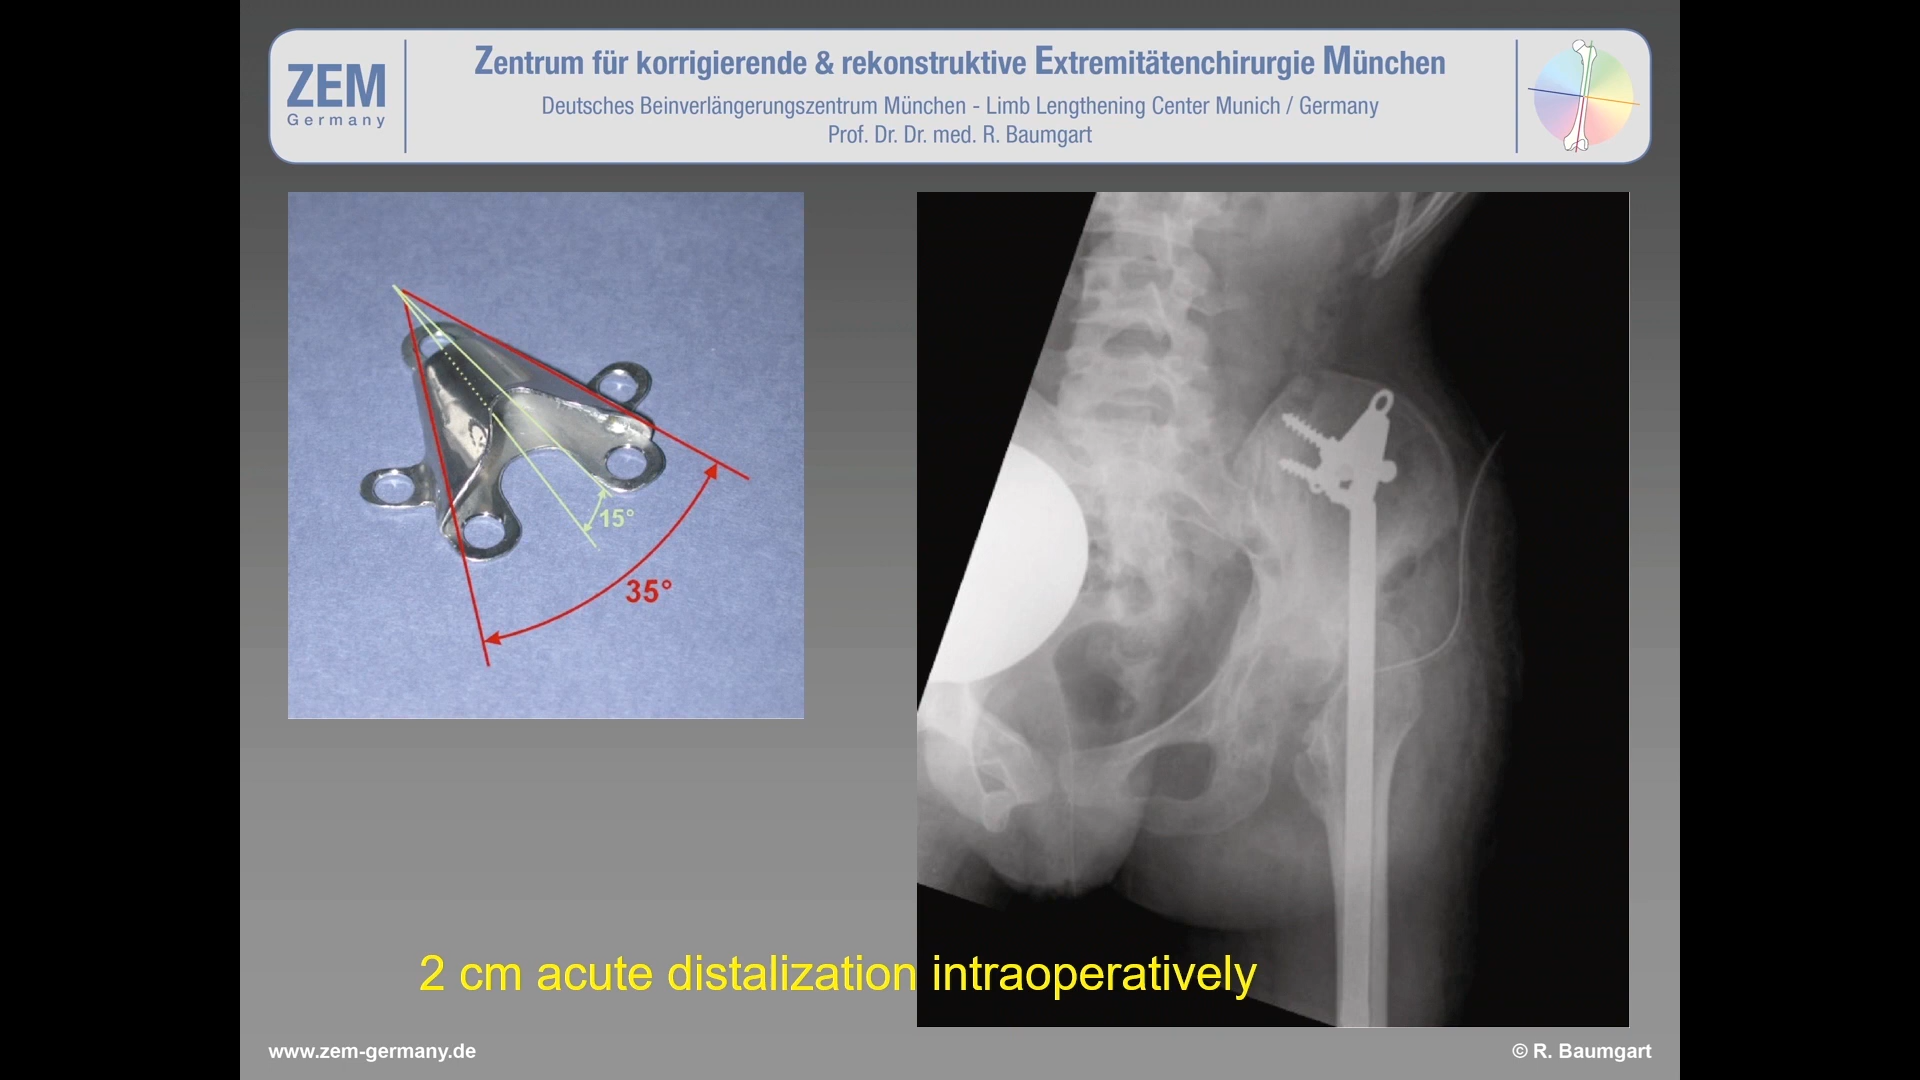 ZEM
Germany
Zentrum für korrigierende & rekonstruktive Extremitätenchirurgie München
Deutsches Beinverlängerungszentrum München - Limb Lengthening Center Munich / Germany
Prof. Dr. Dr. med. R. Baumgart
15°
35°
2 cm acute distalization intraoperatively
www.zem-germany.de
© R. Baumgart